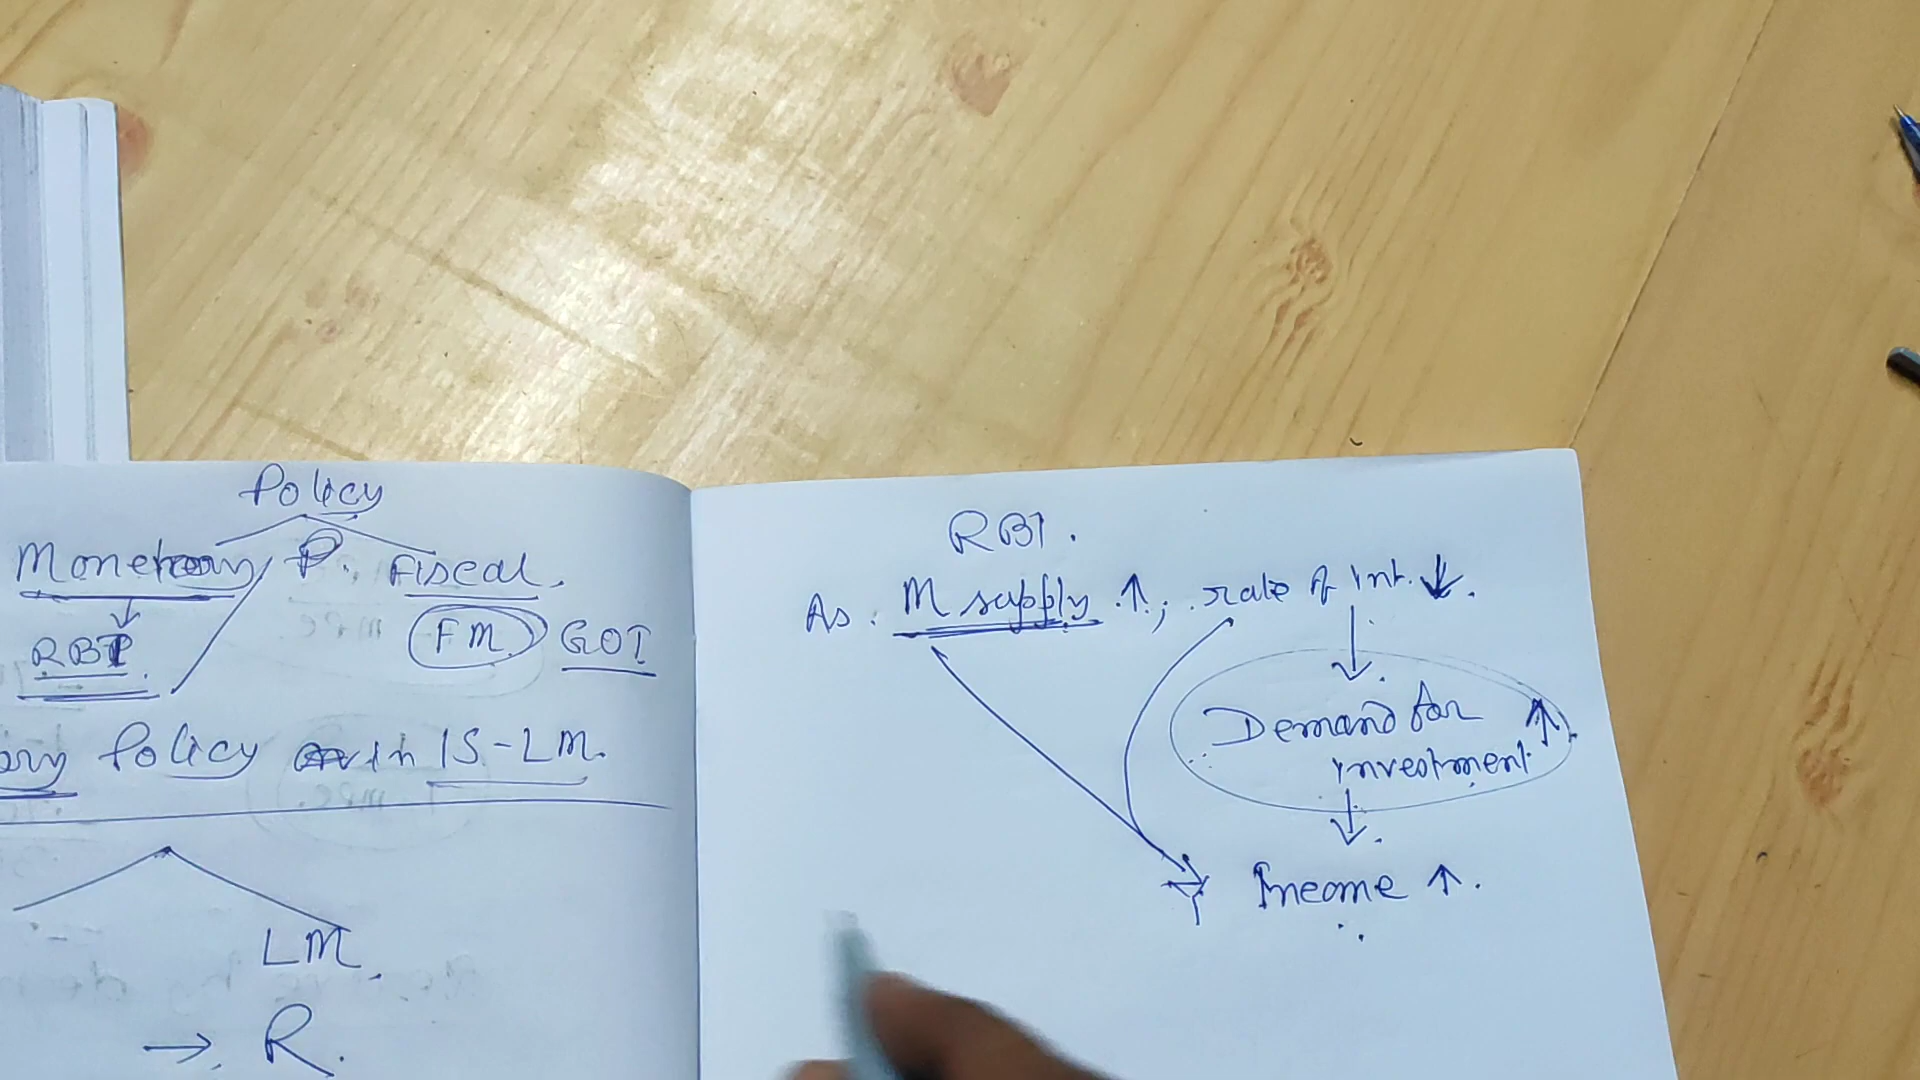 Policy
Monetary P. Fiscal.
RBI. FM GOI
Policy in IS-LM.
LM.
→ R.
RBI.
As. M supply ↑; rate of int. ↓.
Demand for ↑
investment.
Y Income ↑.